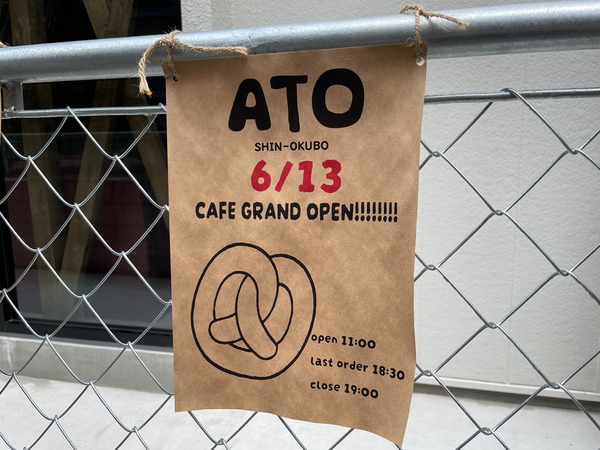 ATO
SHIN-OKUBO
6/13
CAFE GRAND OPEN!!!!!!!!
open 11:00
last order 18:30
close 19:00